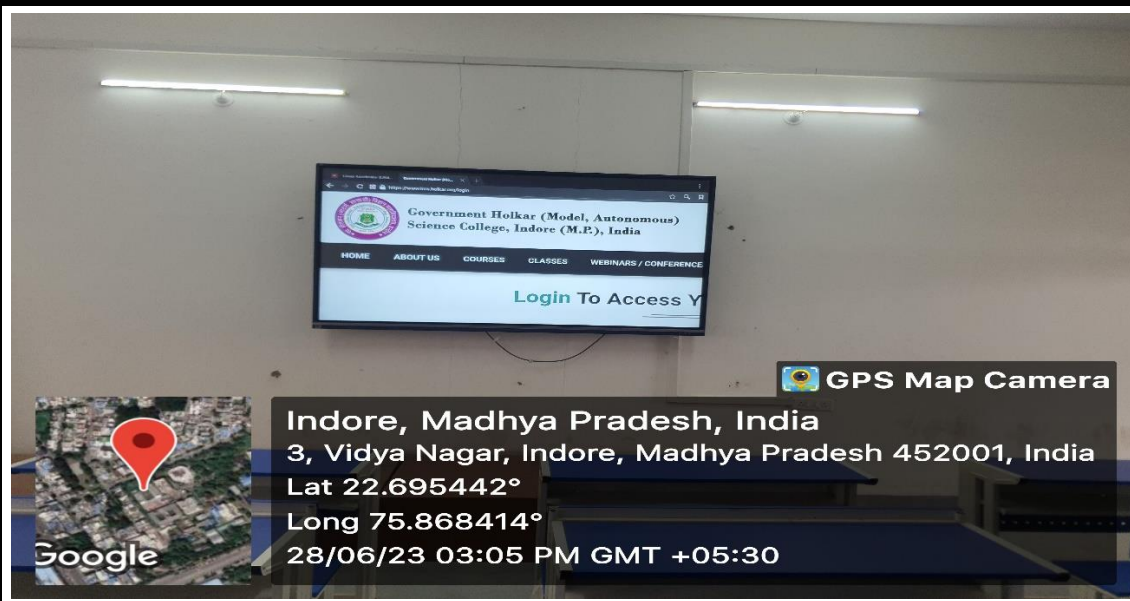 Government Holkar (Model, Autonomous)
Science College, Indore (M.P.), India
HOME ABOUT US COURSES CLASSES WEBINARS / CONFERENCE
Login To Access Y
GPS Map Camera
Indore, Madhya Pradesh, India
3, Vidya Nagar, Indore, Madhya Pradesh 452001, India
Lat 22.695442°
Long 75.868414°
28/06/23 03:05 PM GMT +05:30
Google